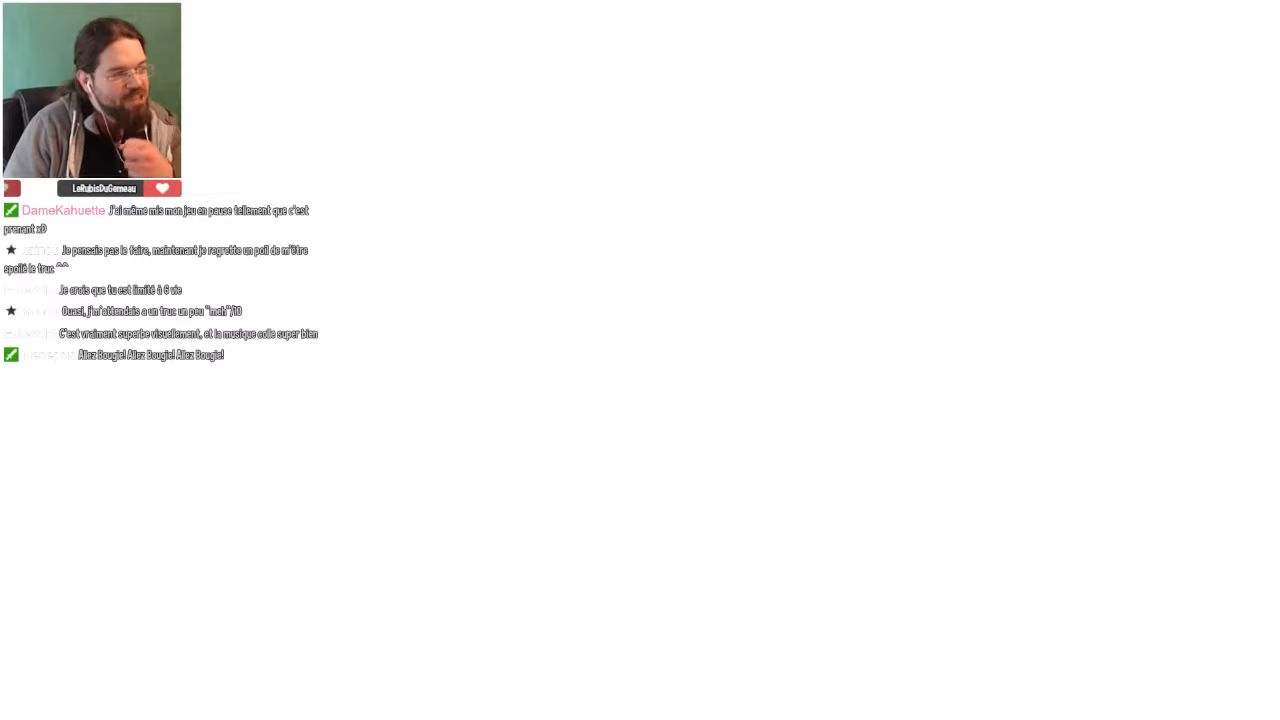 LeRubisDuGemeau
DameKahuette J'ai même mis mon jeu en pause tellement que c'est
prenant xD
Je pensais pas le faire, maintenant je regrette un poil de m'être
spoilé le truc ^^
Je crois que tu est limité à 6 vie
Quasi, j'm'attendais a un truc un peu "meh"/10
C'est vraiment superbe visuellement, et la musique colle super bien
Allez Bougie! Allez Bougie! Allez Bougie!